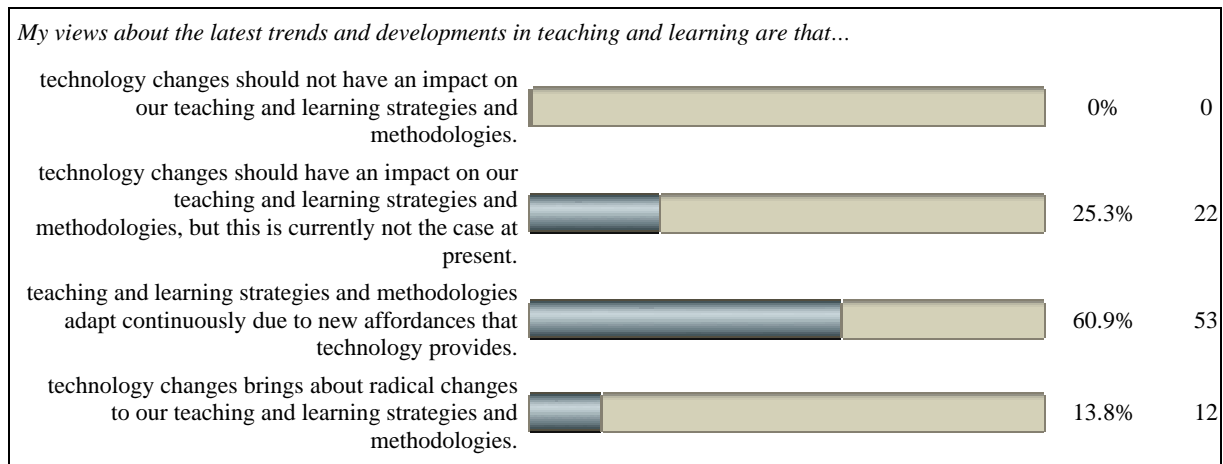 My views about the latest trends and developments in teaching and learning are that…
technology changes should not have an impact on
our teaching and learning strategies and
methodologies.
0% 0
technology changes should have an impact on our
teaching and learning strategies and
methodologies, but this is currently not the case at
present.
25.3% 22
teaching and learning strategies and methodologies
adapt continuously due to new affordances that
technology provides.
60.9% 53
technology changes brings about radical changes
to our teaching and learning strategies and
methodologies.
13.8% 12